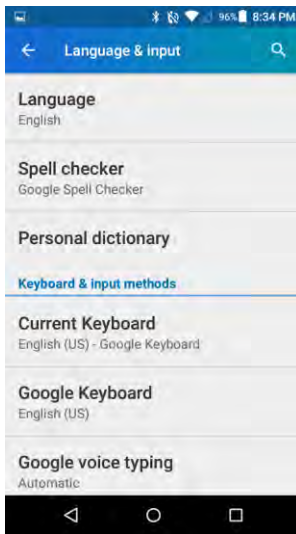 96% 8:34 PM
Language & input
Language
English
Spell checker
Google Spell Checker
Personal dictionary
Keyboard & input methods
Current Keyboard
English (US) - Google Keyboard
Google Keyboard
English (US)
Google voice typing
Automatic